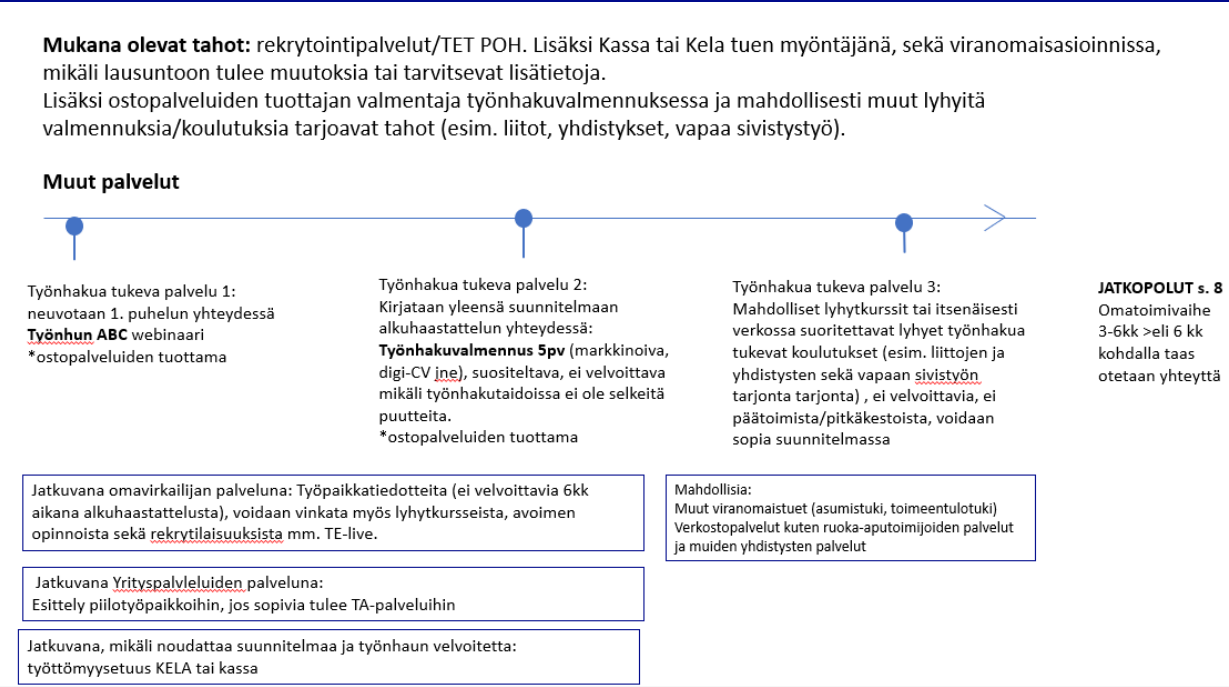 Mukana olevat tahot: rekrytointipalvelut/TET POH. Lisäksi Kassa tai Kela tuen myöntäjänä, sekä viranomaisasioinnissa,
mikäli lausuntoon tulee muutoksia tai tarvitsevat lisätietoja.
Lisäksi ostopalveluiden tuottajan valmentaja työnhakuvalmennuksessa ja mahdollisesti muut lyhyitä
valmennuksia/koulutuksia tarjoavat tahot (esim. liitot, yhdistykset, vapaa sivistystyö).
Muut palvelut
Työnhakua tukeva palvelu 1:
neuvotaan 1. puhelun yhteydessä
Työnhun ABC webinaari
*ostopalveluiden tuottama
Työnhakua tukeva palvelu 2:
Kirjataan yleensä suunnitelmaan
alkuhaastattelun yhteydessä:
Työnhakuvalmennus 5pv (markkinoiva,
digi-CV jne), suositeltava, ei velvoittava
mikäli työnhakutaidoissa ei ole selkeitä
puutteita.
*ostopalveluiden tuottama
Työnhakua tukeva palvelu 3:
Mahdolliset lyhytkurssit tai itsenäisesti
verkossa suoritettavat lyhyet työnhakua
tukevat koulutukset (esim. liittojen ja
yhdistysten sekä vapaan sivistyön
tarjonta tarjonta) , ei velvoittavia, ei
päätoimista/pitkäkestoista, voidaan
sopia suunnitelmassa
JATKOPOLUT s. 8
Omatoimivaihe
3-6kk >eli 6 kk
kohdalla taas
otetaan yhteyttä
Jatkuvana omavirkailijan palveluna: Työpaikkatiedotteita (ei velvoittavia 6kk
aikana alkuhaastattelusta), voidaan vinkata myös lyhytkursseista, avoimen
opinnoista sekä rekrytilaisuuksista mm. TE-live.
Mahdollisia:
Muut viranomaistuet (asumistuki, toimeentulotuki)
Verkostopalvelut kuten ruoka-aputoimijoiden palvelut
ja muiden yhdistysten palvelut
Jatkuvana Yrityspalvleluiden palveluna:
Esittely piilotyöpaikkoihin, jos sopivia tulee TA-palveluihin
Jatkuvana, mikäli noudattaa suunnitelmaa ja työnhaun velvoitetta:
työttömyysetuus KELA tai kassa